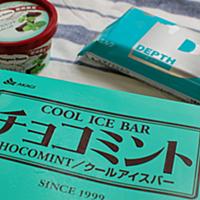 DEPTH
AKAGI
COOL ICE BAR
チョコミント
CHOCOMINT/クールアイスバー
SINCE 1999